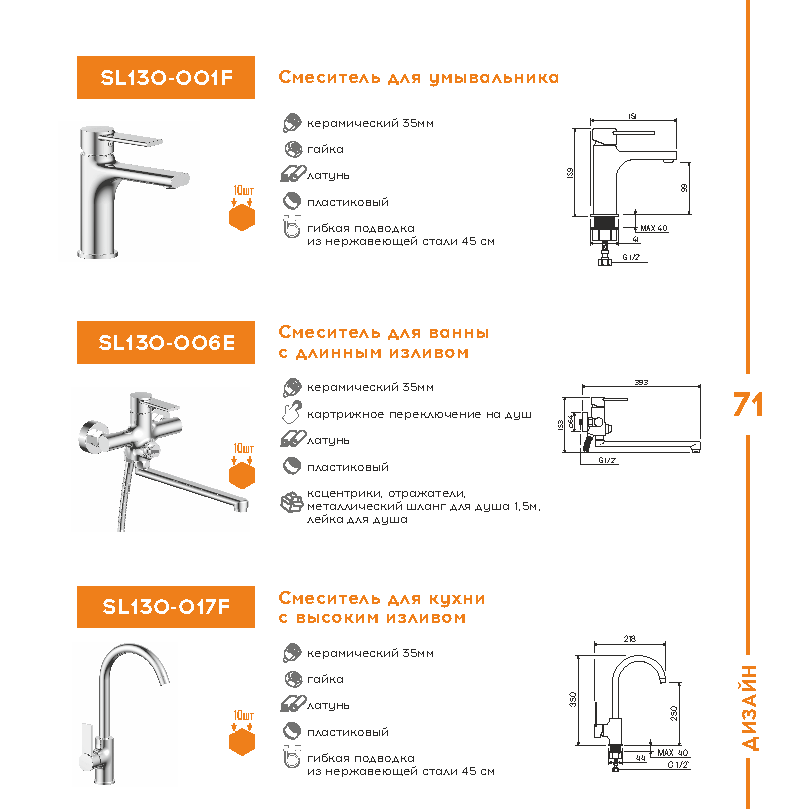 SL130-001F
Смеситель для умывальника
керамический 35мм
гайка
латунь
пластиковый
гибкая подводка
из нержавеющей стали 45 см
10шт
151
159
99
MAX 40
41
G 1/2"
SL130-006E
Смеситель для ванны
с длинным изливом
керамический 35мм
картрижное переключение на душ
латунь
пластиковый
ксцентрики, отражатели,
металлический шланг для душа 1,5м,
лейка для душа
10шт
393
153
G1/2"
71
SL130-017F
Смеситель для кухни
с высоким изливом
керамический 35мм
гайка
латунь
пластиковый
гибкая подводка
из нержавеющей стали 45 см
10шт
218
350
250
MAX 40
44
G 1/2"
ДИЗАЙН